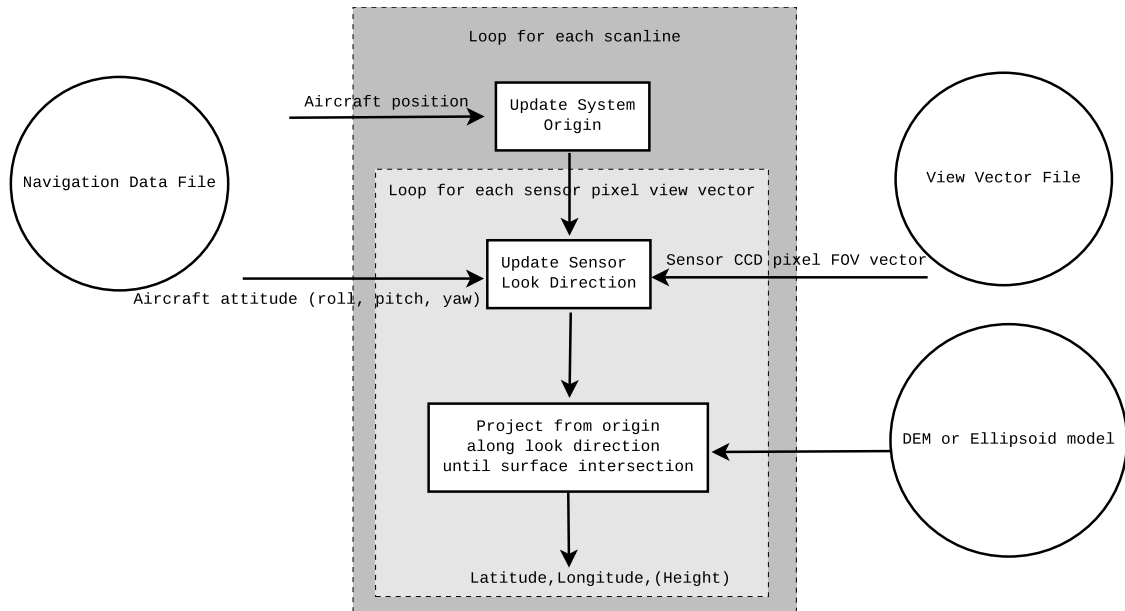 Loop for each scanline
Aircraft position
Update System
Origin
Navigation Data File
View Vector File
Loop for each sensor pixel view vector
Update Sensor
Look Direction
Sensor CCD pixel FOV vector
Aircraft attitude (roll, pitch, yaw)
Project from origin
along look direction
until surface intersection
DEM or Ellipsoid model
Latitude,Longitude,(Height)